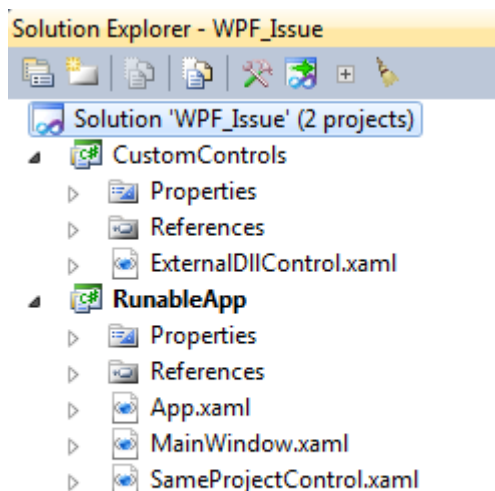 Solution Explorer - WPF_Issue
Solution 'WPF_Issue' (2 projects)
CustomControls
Properties
References
ExternalDllControl.xaml
RunableApp
Properties
References
App.xaml
MainWindow.xaml
SameProjectControl.xaml